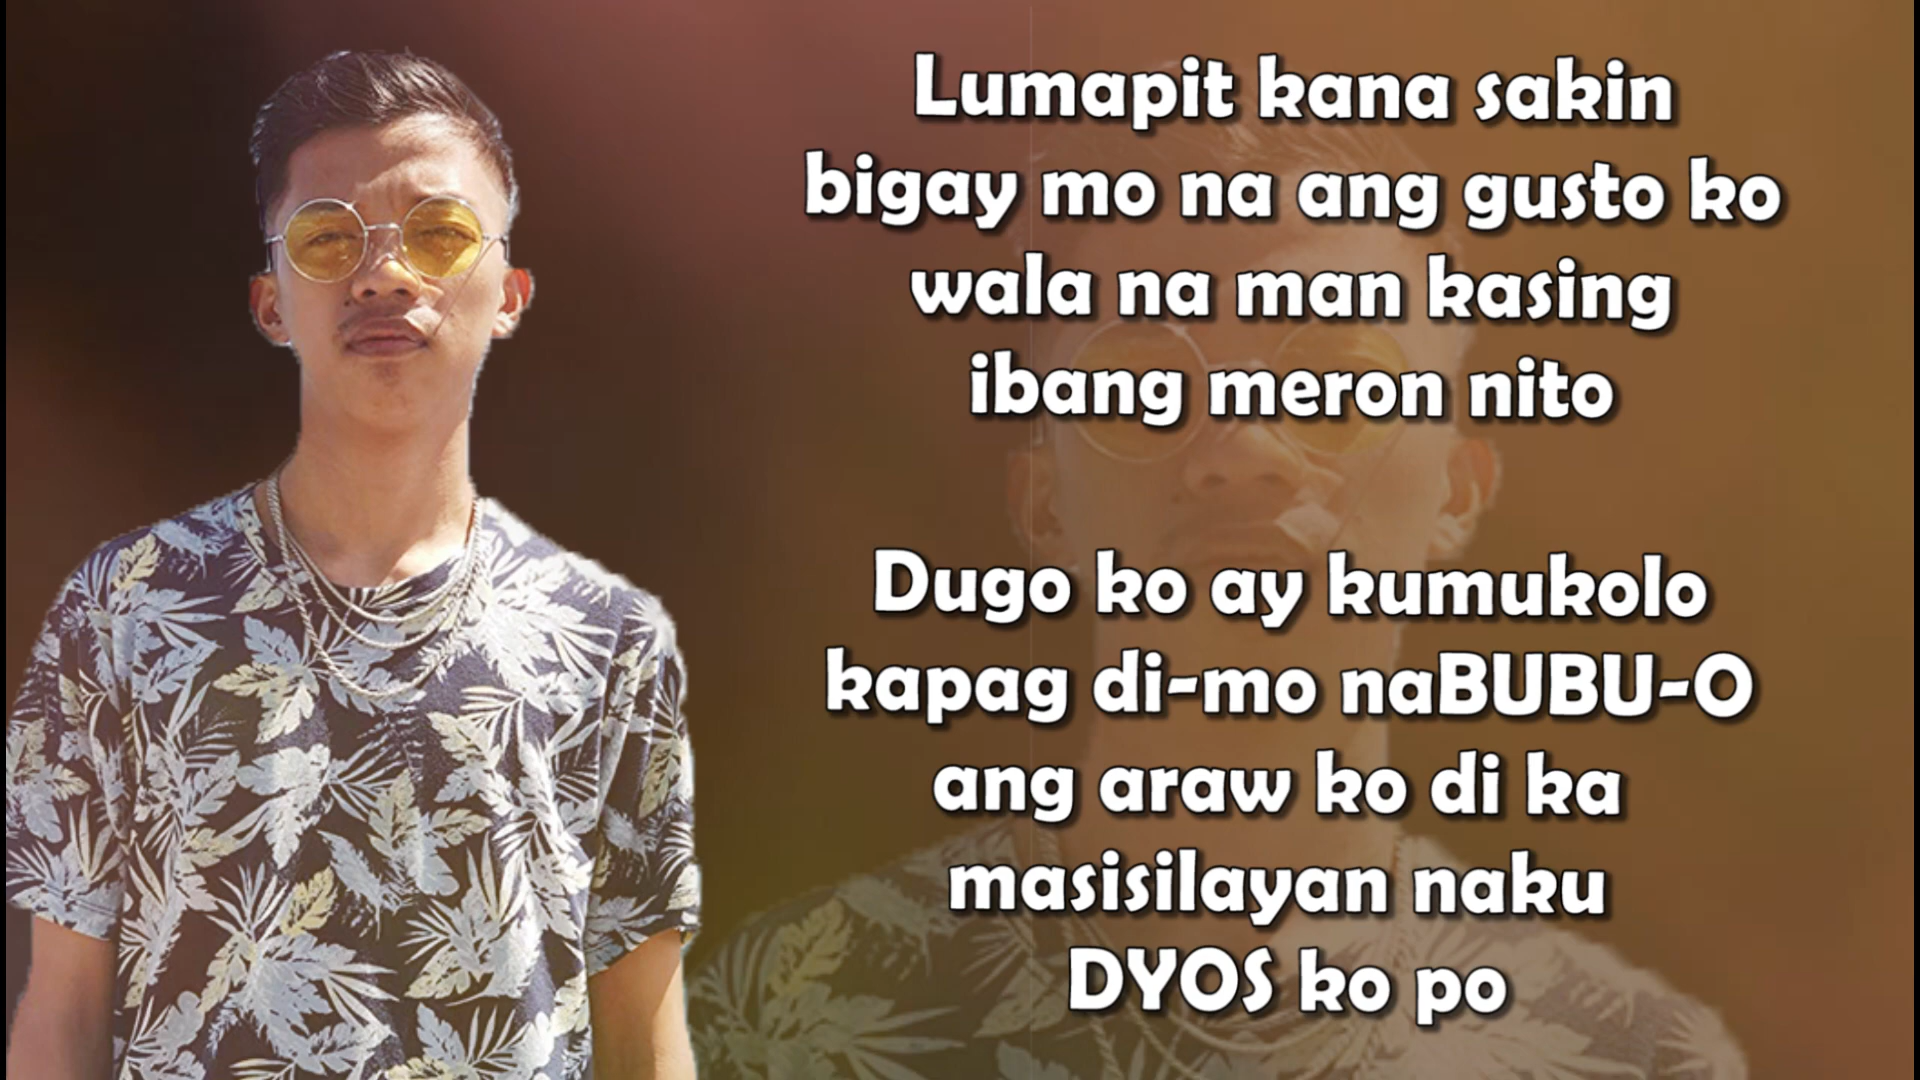 Lumapit kana sakin
bigay mo na ang gusto ko
wala na man kasing
ibang meron nito
Dugo ko ay kumukolo
kapag di-mo naBUBU-O
ang araw ko di ka
masisilayan naku
DYOS ko po